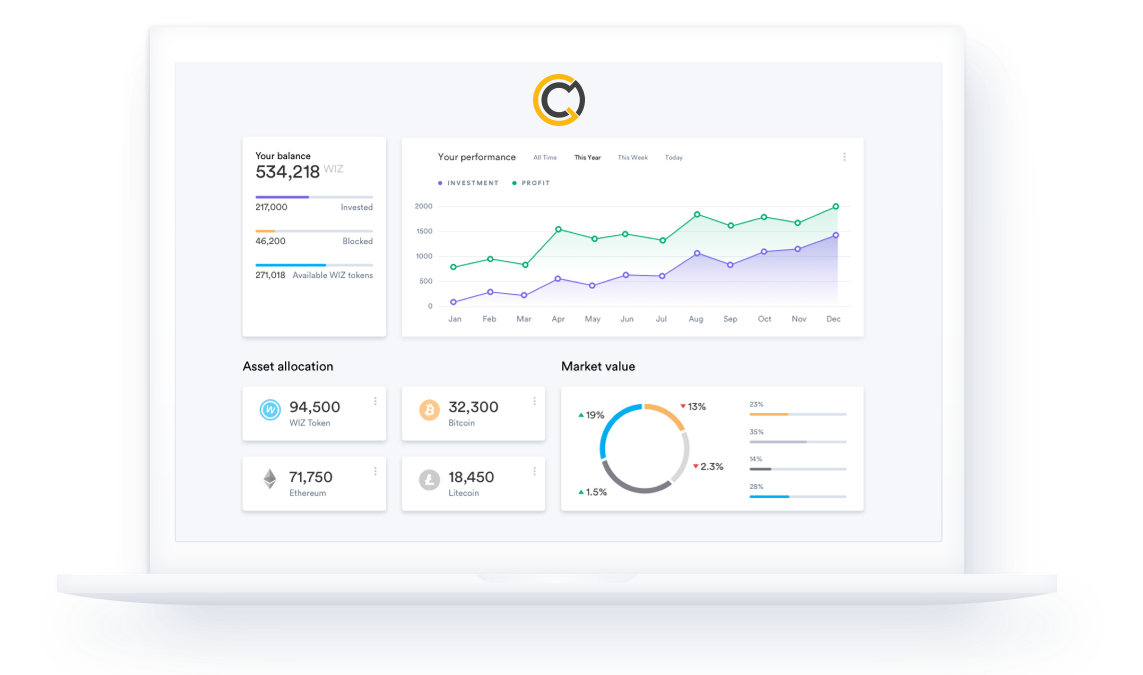 Your balance
534,218 WIZ
217,000 Invested
46,200 Blocked
271,018 Available WIZ tokens
Your performance All Time This Year This Week Today
INVESTMENT PROFIT
2000
1500
1000
500
0
Jan Feb Mar Apr May Jun Jul Aug Sep Oct Nov Dec
Asset allocation
94,500
WIZ Token
32,300
Bitcoin
71,750
Ethereum
18,450
Litecoin
Market value
19%
13%
2.3%
1.5%
23%
35%
14%
28%